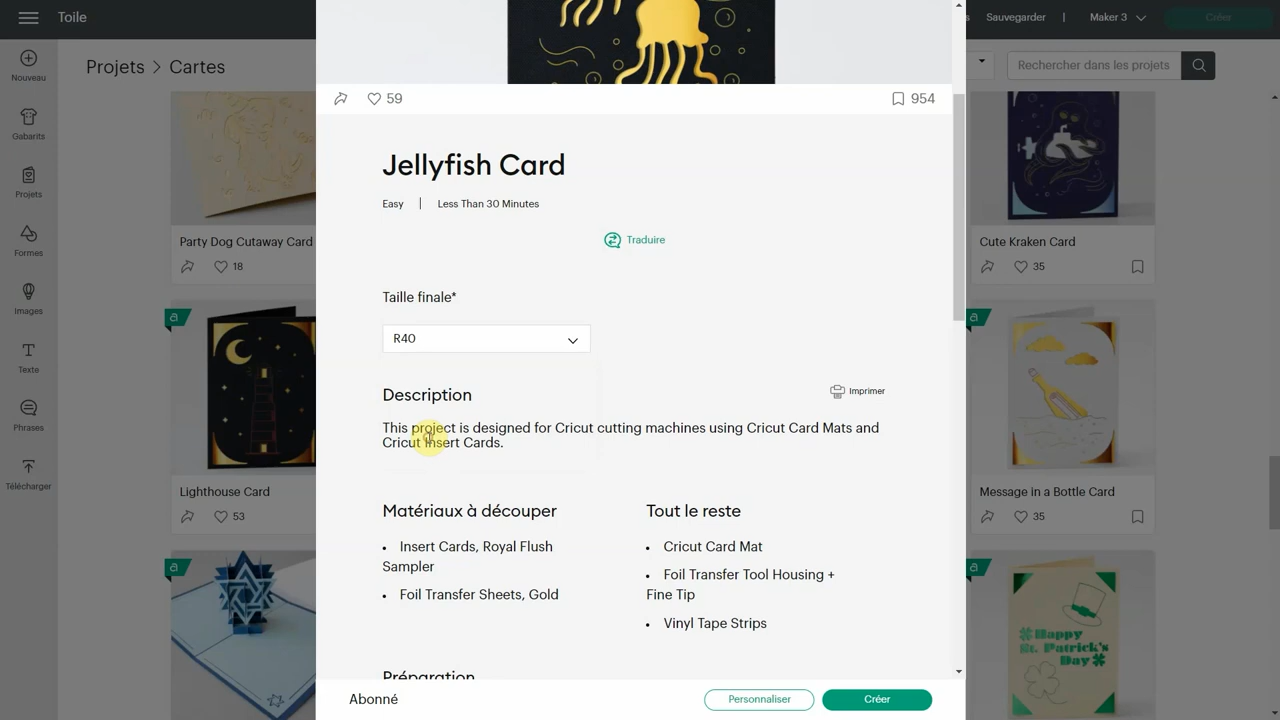 Toile
s
Sauvegarder
|
Maker 3
Créer
Nouveau
Gabarits
Projets
Formes
Images
Texte
Phrases
Télécharger
Projets > Cartes
Rechercher dans les projets
Party Dog Cutaway Card
18
Lighthouse Card
53
Cute Kraken Card
35
Message in a Bottle Card
35
Happy
St. Patrick's
Day
59
954
Jellyfish Card
Easy | Less Than 30 Minutes
Traduire
Taille finale*
R40
Description
Imprimer
This project is designed for Cricut cutting machines using Cricut Card Mats and
Cricut Insert Cards.
Matériaux à découper
• Insert Cards, Royal Flush
Sampler
• Foil Transfer Sheets, Gold
Tout le reste
• Cricut Card Mat
• Foil Transfer Tool Housing +
Fine Tip
• Vinyl Tape Strips
Préparation
Abonné
Personnaliser
Créer